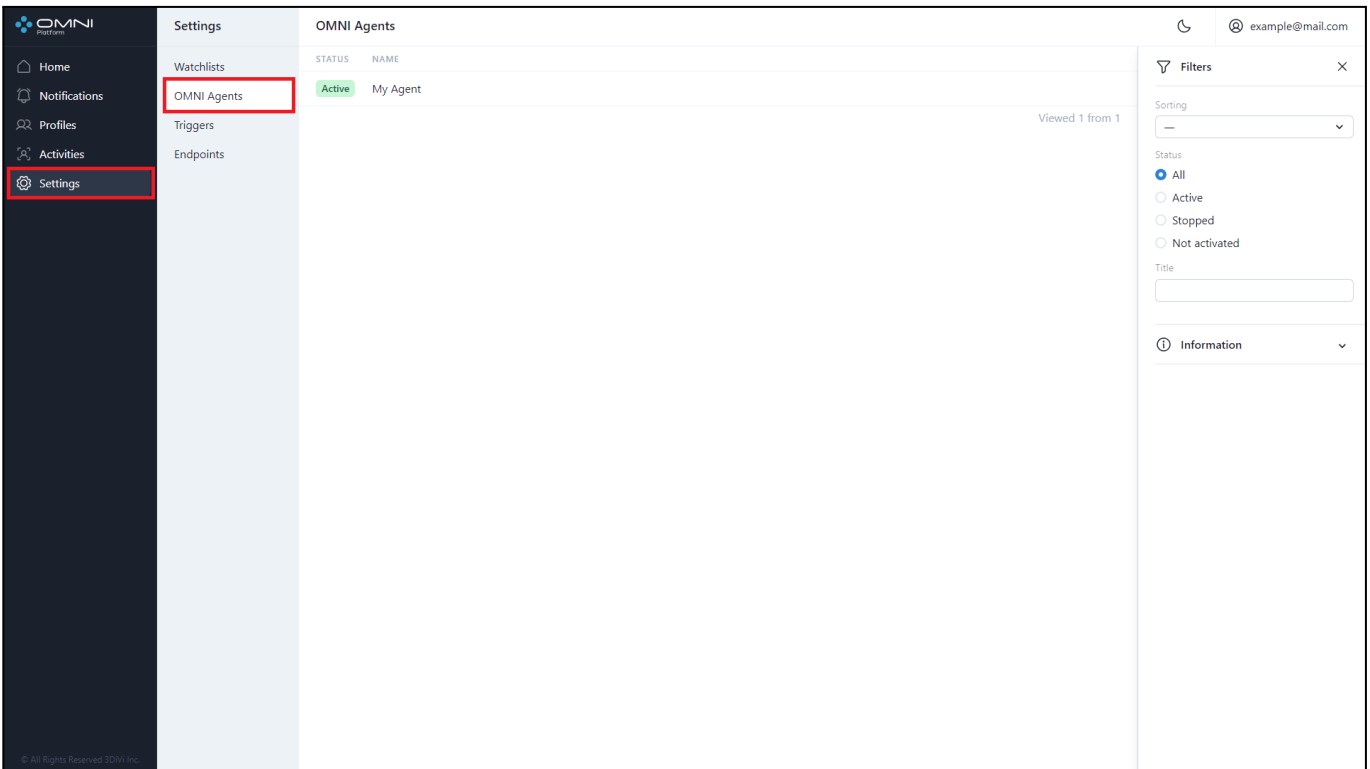 OMNI
Platform
Home
Notifications
Profiles
Activities
Settings
© All Rights Reserved 3DiVi Inc.
Settings
Watchlists
OMNI Agents
Triggers
Endpoints
OMNI Agents
example@mail.com
STATUS NAME
Active My Agent
Viewed 1 from 1
Filters
Sorting
—
Status
All
Active
Stopped
Not activated
Title
Information